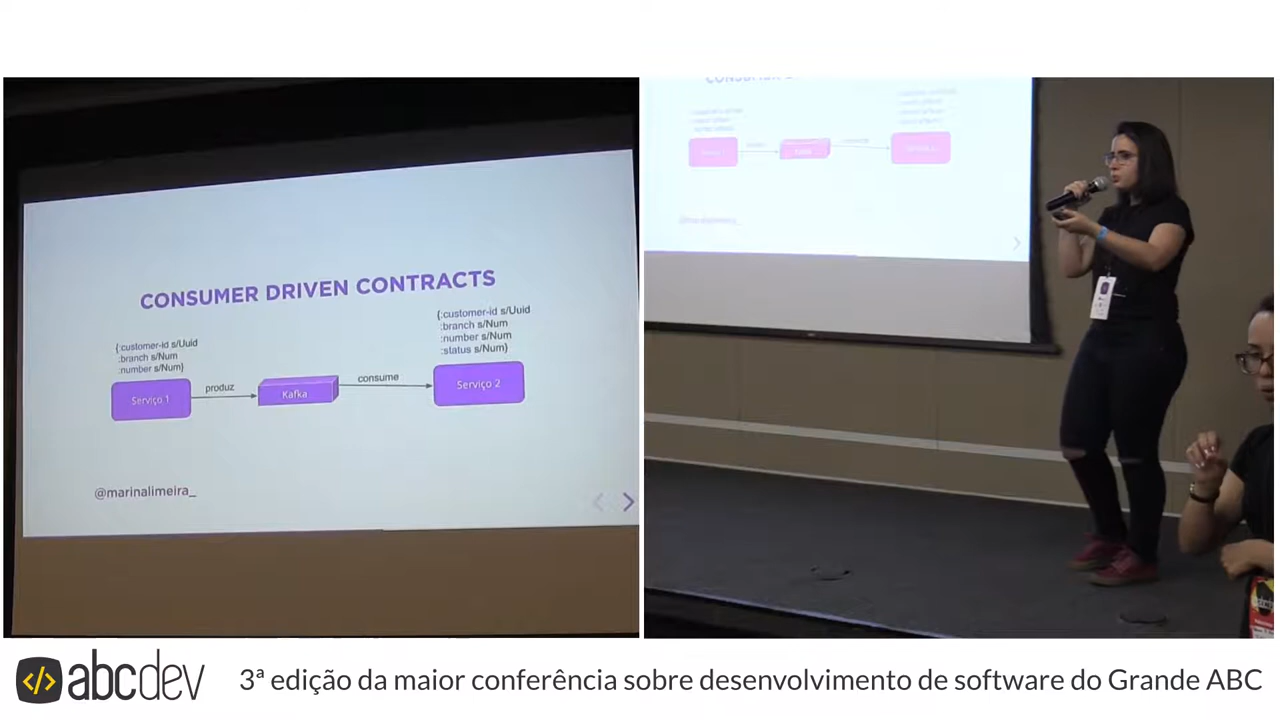 CONSUMER DRIVEN CONTRACTS
{:customer-id s/Uuid
:branch s/Num
:number s/Num}
{:customer-id s/Uuid
:branch s/Num
:number s/Num
:status s/Num}
Serviço 1
produz
Kafka
consume
Serviço 2
@marinalimeira_
</> abcdev
3ª edição da maior conferência sobre desenvolvimento de software do Grande ABC